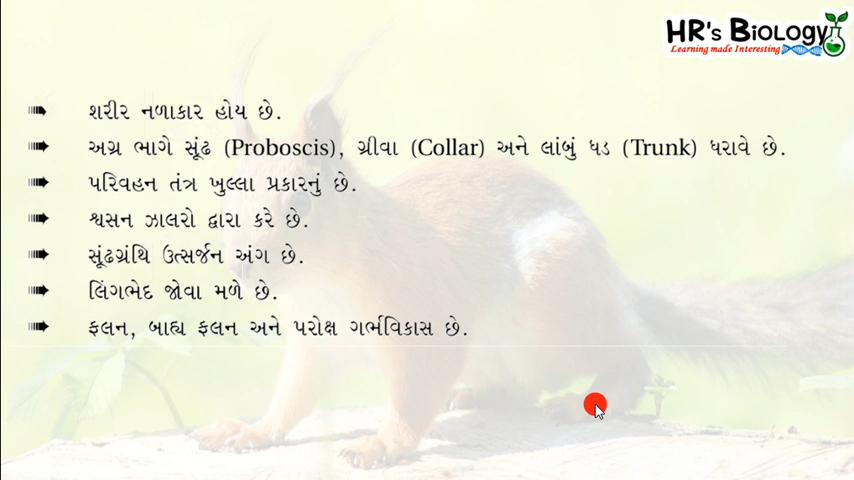 HR's Biology
Learning made Interesting
શરીર નળાકાર હોય છે.
અગ્ર ભાગે સૂંઢ (Proboscis), ગ્રીવા (Collar) અને લાંબું ધડ (Trunk) ધરાવે છે.
પરિવહન તંત્ર ખુલ્લા પ્રકારનું છે.
શ્વસન ઝાલરો દ્વારા કરે છે.
સૂંઢગ્રંથિ ઉત્સર્જન અંગ છે.
લિંગભેદ જોવા મળે છે.
ફલન, બાહ્ય ફલન અને પરોક્ષ ગર્ભવિકાસ છે.